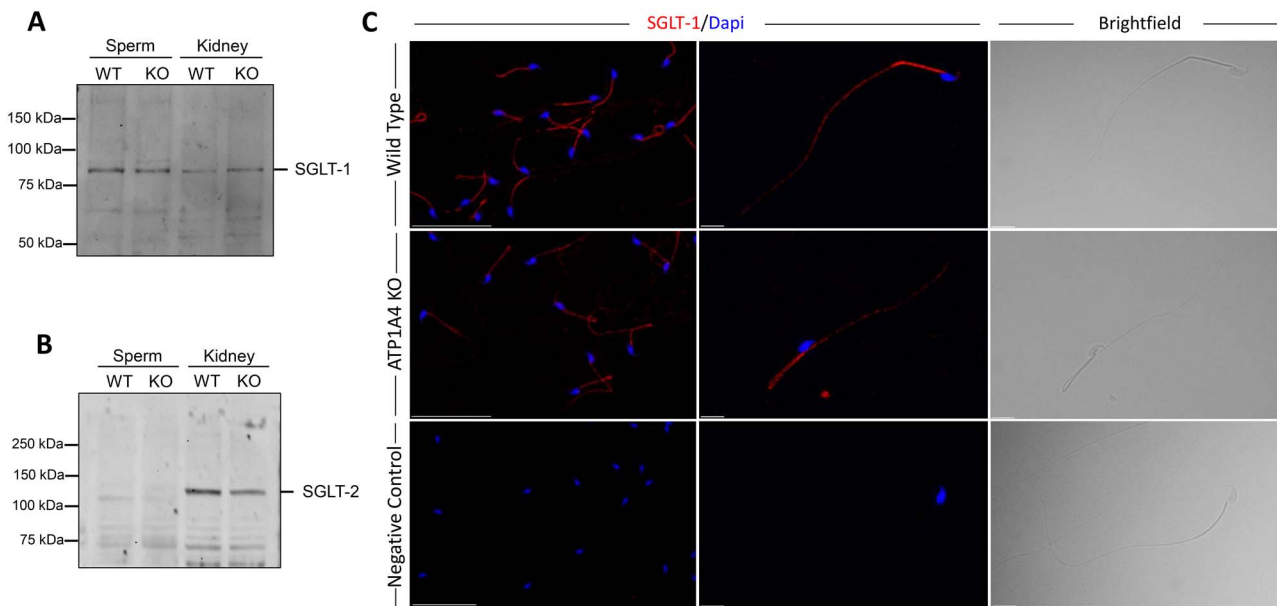 A
Sperm Kidney
WT KO WT KO
150 kDa
100 kDa
75 kDa
50 kDa
SGLT-1
B
Sperm Kidney
WT KO WT KO
250 kDa
150 kDa
100 kDa
75 kDa
SGLT-2
C
SGLT-1/Dapi
Brightfield
Wild Type
ATP1A4 KO
Negative Control